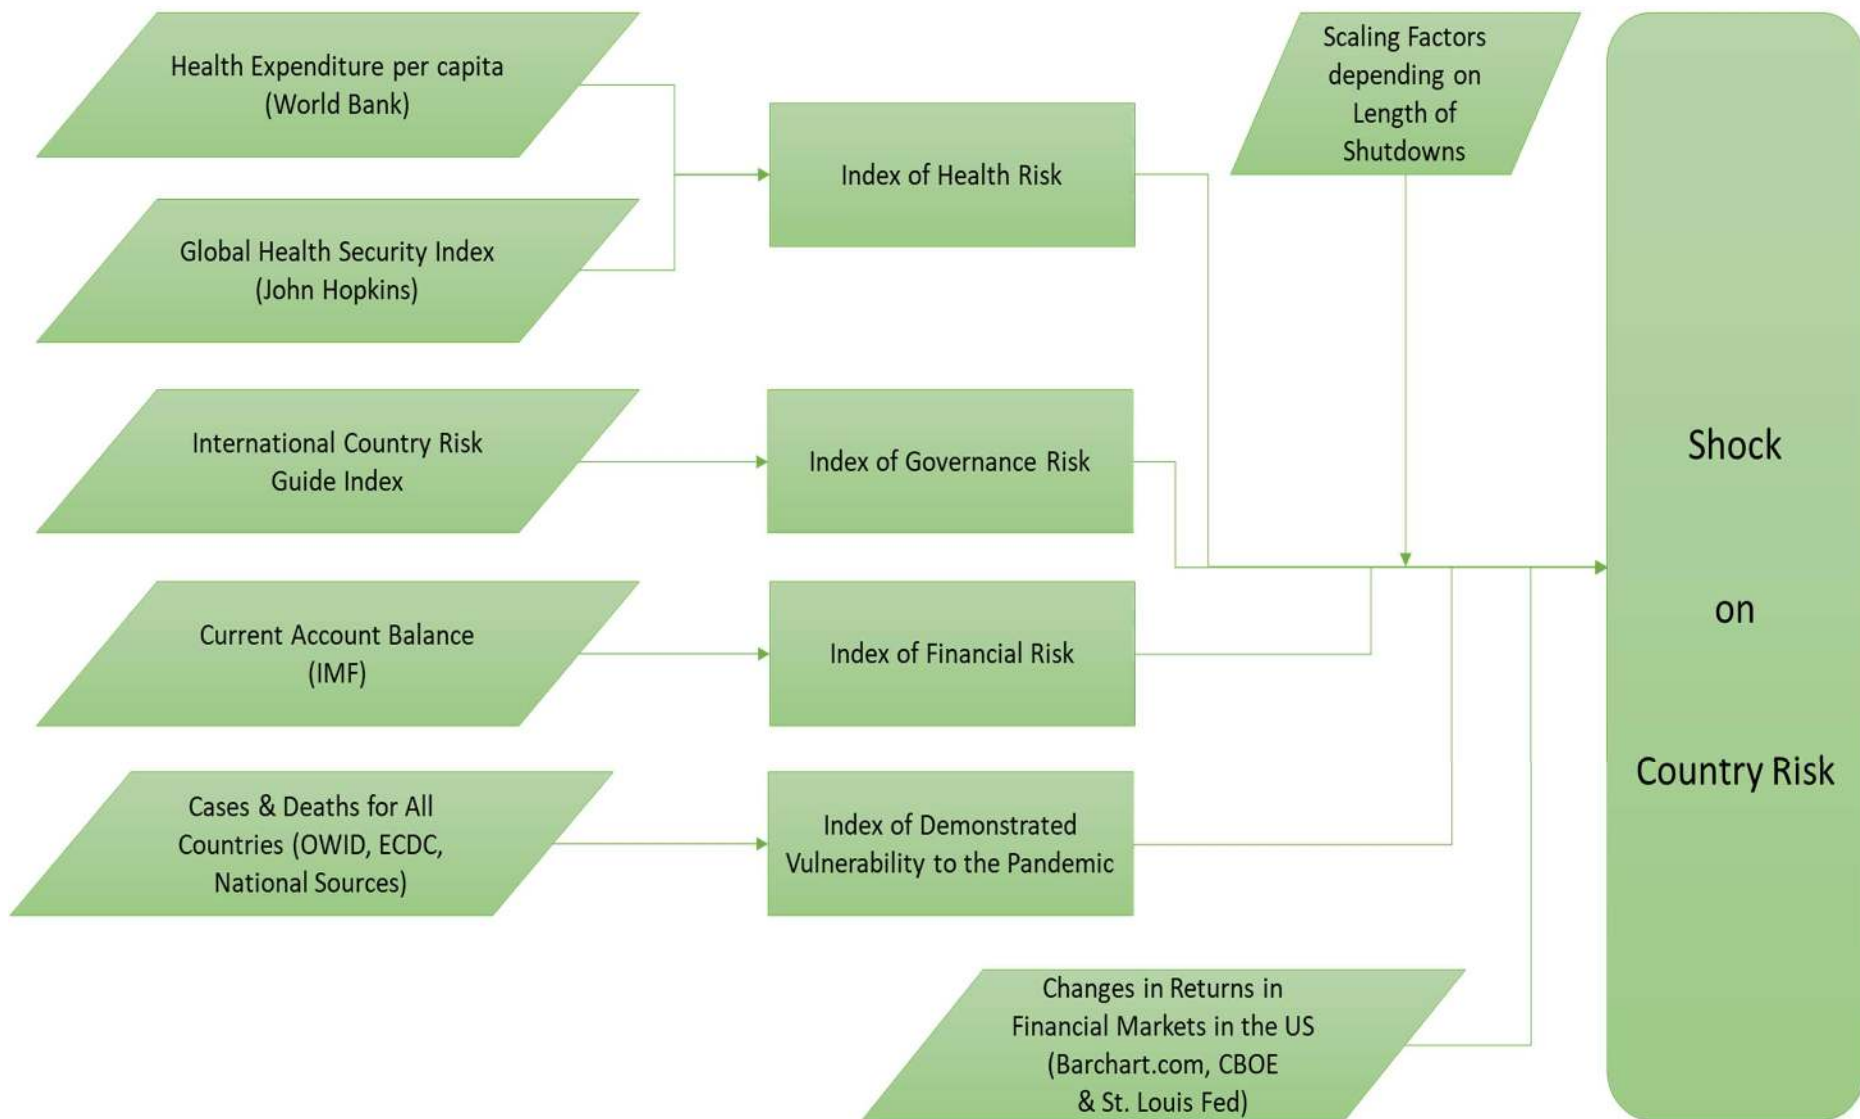 Health Expenditure per capita
(World Bank)
Global Health Security Index
(John Hopkins)
International Country Risk
Guide Index
Current Account Balance
(IMF)
Cases & Deaths for All
Countries (OWID, ECDC,
National Sources)
Index of Health Risk
Index of Governance Risk
Index of Financial Risk
Index of Demonstrated
Vulnerability to the Pandemic
Scaling Factors
depending on
Length of
Shutdowns
Changes in Returns in
Financial Markets in the US
(Barchart.com, CBOE
& St. Louis Fed)
Shock
on
Country Risk